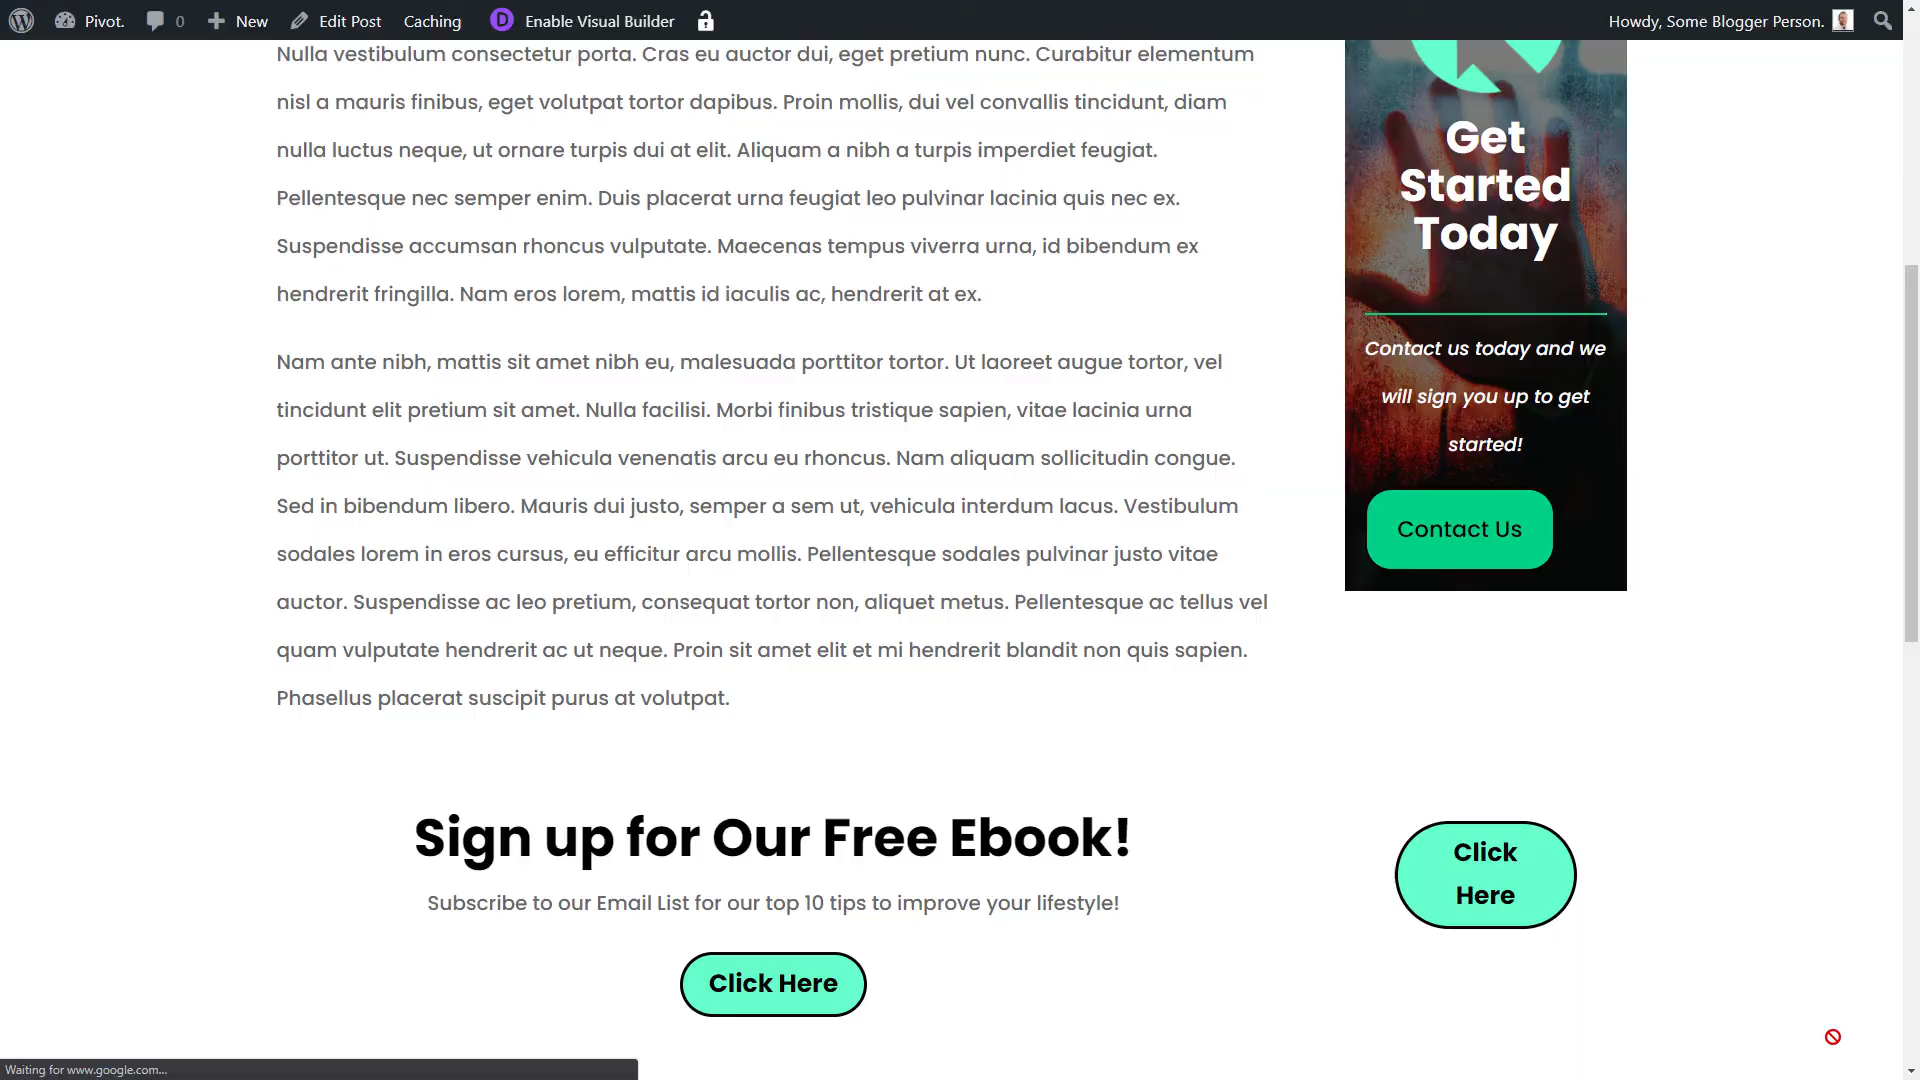 Pivot. 0 New Edit Post Caching D Enable Visual Builder Howdy, Some Blogger Person.
Nulla vestibulum consectetur porta. Cras eu auctor dui, eget pretium nunc. Curabitur elementum
nisl a mauris finibus, eget volutpat tortor dapibus. Proin mollis, dui vel convallis tincidunt, diam
nulla luctus neque, ut ornare turpis dui at elit. Aliquam a nibh a turpis imperdiet feugiat.
Pellentesque nec semper enim. Duis placerat urna feugiat leo pulvinar lacinia quis nec ex.
Suspendisse accumsan rhoncus vulputate. Maecenas tempus viverra urna, id bibendum ex
hendrerit fringilla. Nam eros lorem, mattis id iaculis ac, hendrerit at ex.
Nam ante nibh, mattis sit amet nibh eu, malesuada porttitor tortor. Ut laoreet augue tortor, vel
tincidunt elit pretium sit amet. Nulla facilisi. Morbi finibus tristique sapien, vitae lacinia urna
porttitor ut. Suspendisse vehicula venenatis arcu eu rhoncus. Nam aliquam sollicitudin congue.
Sed in bibendum libero. Mauris dui justo, semper a sem ut, vehicula interdum lacus. Vestibulum
sodales lorem in eros cursus, eu efficitur arcu mollis. Pellentesque sodales pulvinar justo vitae
auctor. Suspendisse ac leo pretium, consequat tortor non, aliquet metus. Pellentesque ac tellus vel
quam vulputate hendrerit ac ut neque. Proin sit amet elit et mi hendrerit blandit non quis sapien.
Phasellus placerat suscipit purus at volutpat.
Get
Started
Today
Contact us today and we
will sign you up to get
started!
Contact Us
Sign up for Our Free Ebook!
Subscribe to our Email List for our top 10 tips to improve your lifestyle!
Click Here
Click
Here
Waiting for www.google.com...